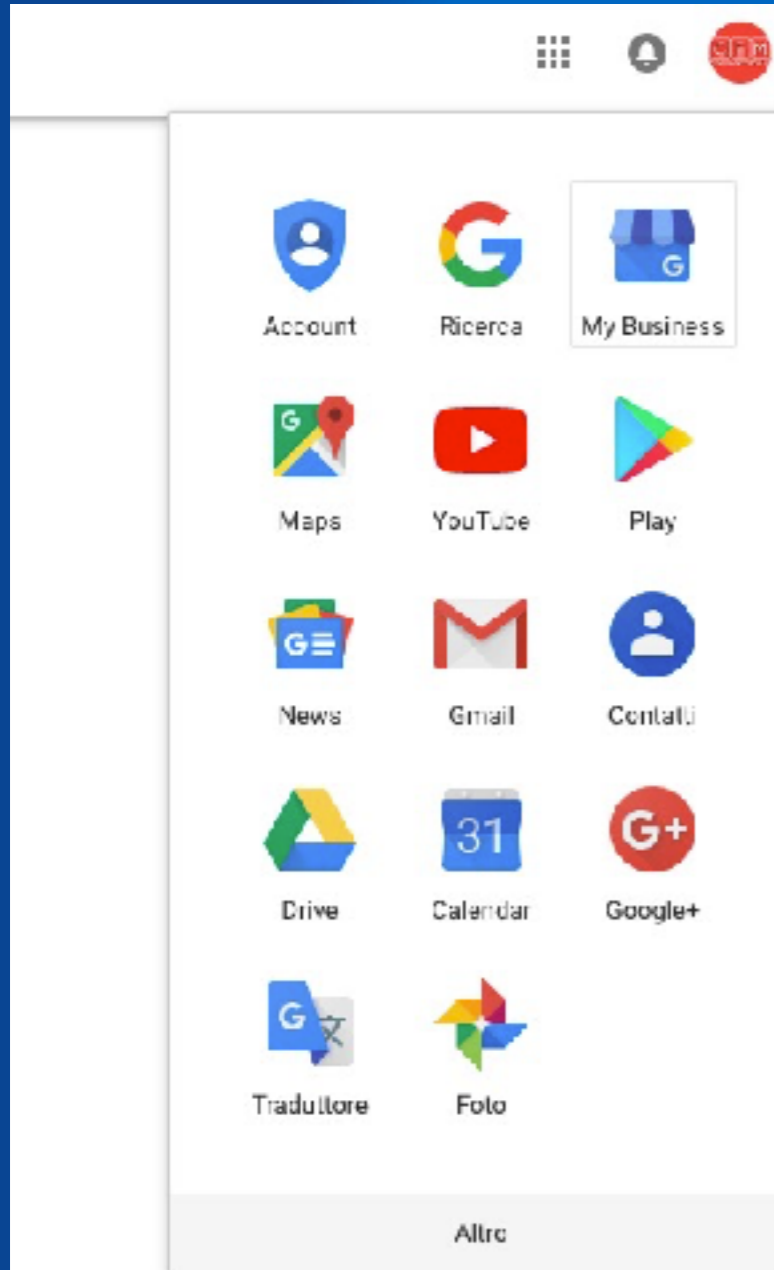 Account Ricerca My Business
Maps YouTube Play
News Gmail Contatti
31
Drive Calendar Google+
Traduttore Foto
Altro